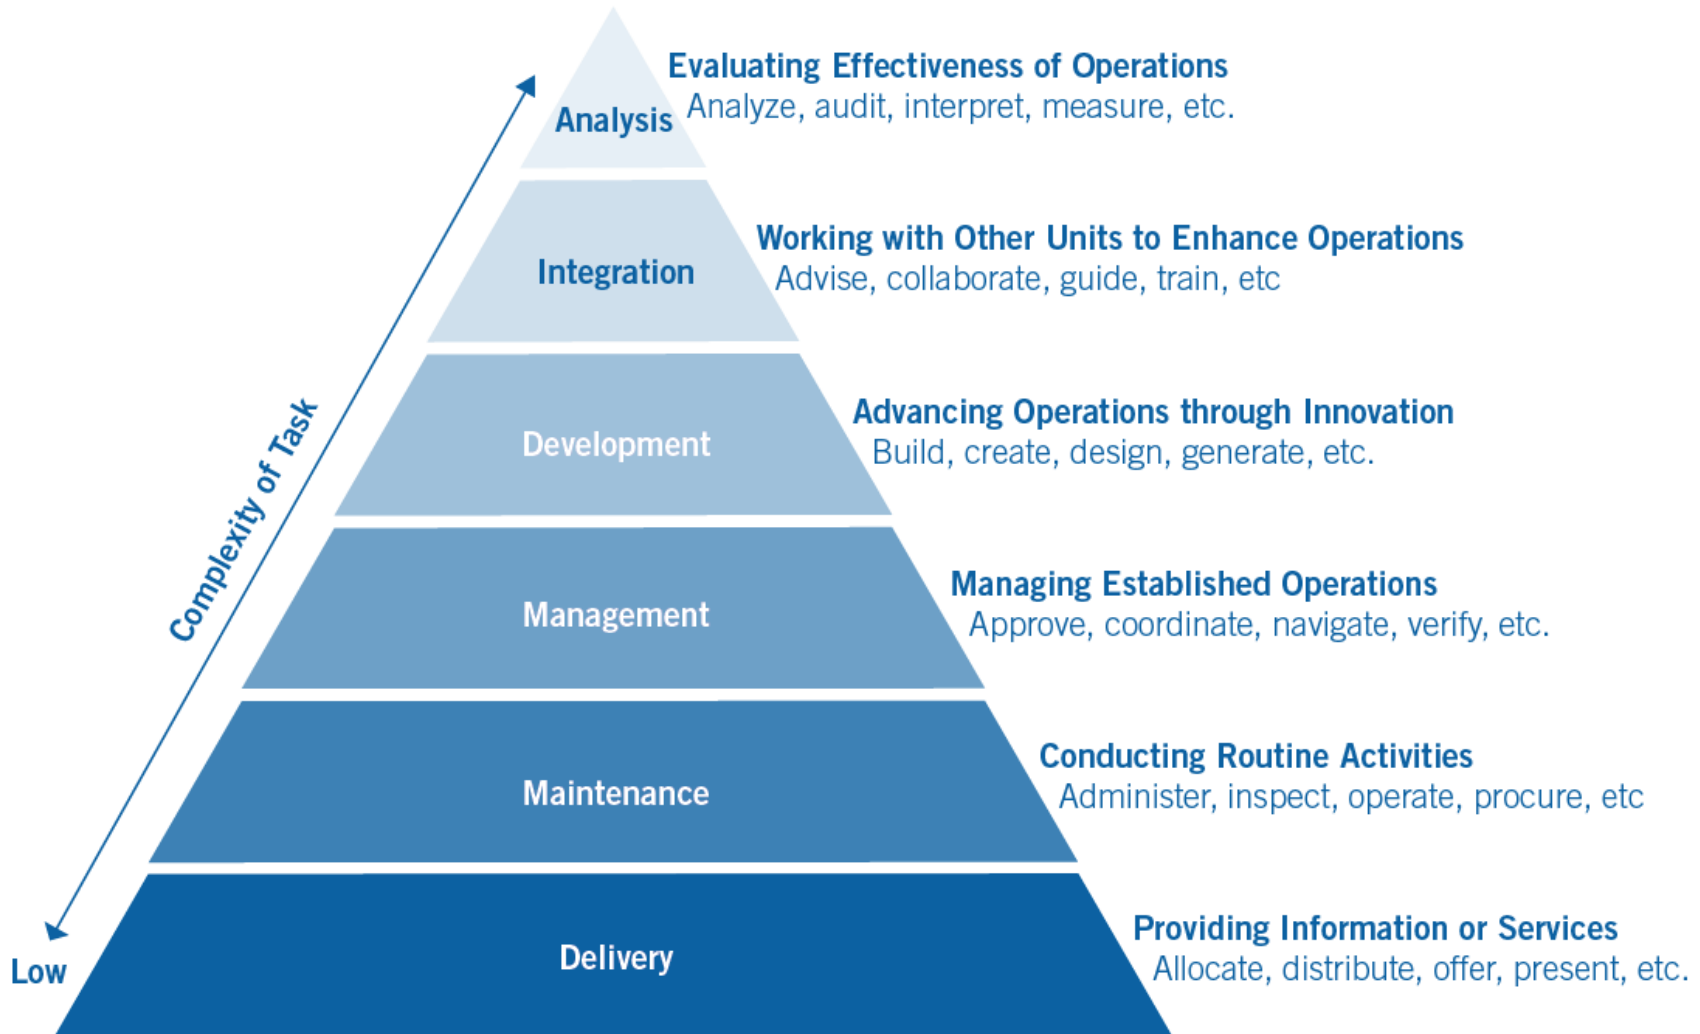 Evaluating Effectiveness of Operations
Analyze, audit, interpret, measure, etc.
Analysis
Working with Other Units to Enhance Operations
Advise, collaborate, guide, train, etc
Integration
Advancing Operations through Innovation
Build, create, design, generate, etc.
Development
Complexity of Task
Managing Established Operations
Approve, coordinate, navigate, verify, etc.
Management
Conducting Routine Activities
Administer, inspect, operate, procure, etc
Maintenance
Providing Information or Services
Allocate, distribute, offer, present, etc.
Delivery
Low